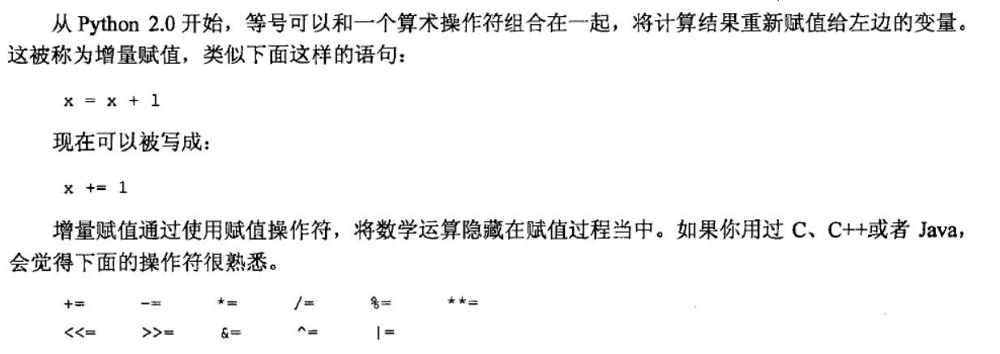 从 Python 2.0 开始，等号可以和一个算术操作符组合在一起，将计算结果重新赋值给左边的变量。
这被称为增量赋值，类似下面这样的语句：
x = x + 1
现在可以被写成：
x += 1
增量赋值通过使用赋值操作符，将数学运算隐藏在赋值过程当中。如果你用过 C、C++或者 Java，
会觉得下面的操作符很熟悉。
+= -= *= /= %= **=
<<= >>= &= ^= |=